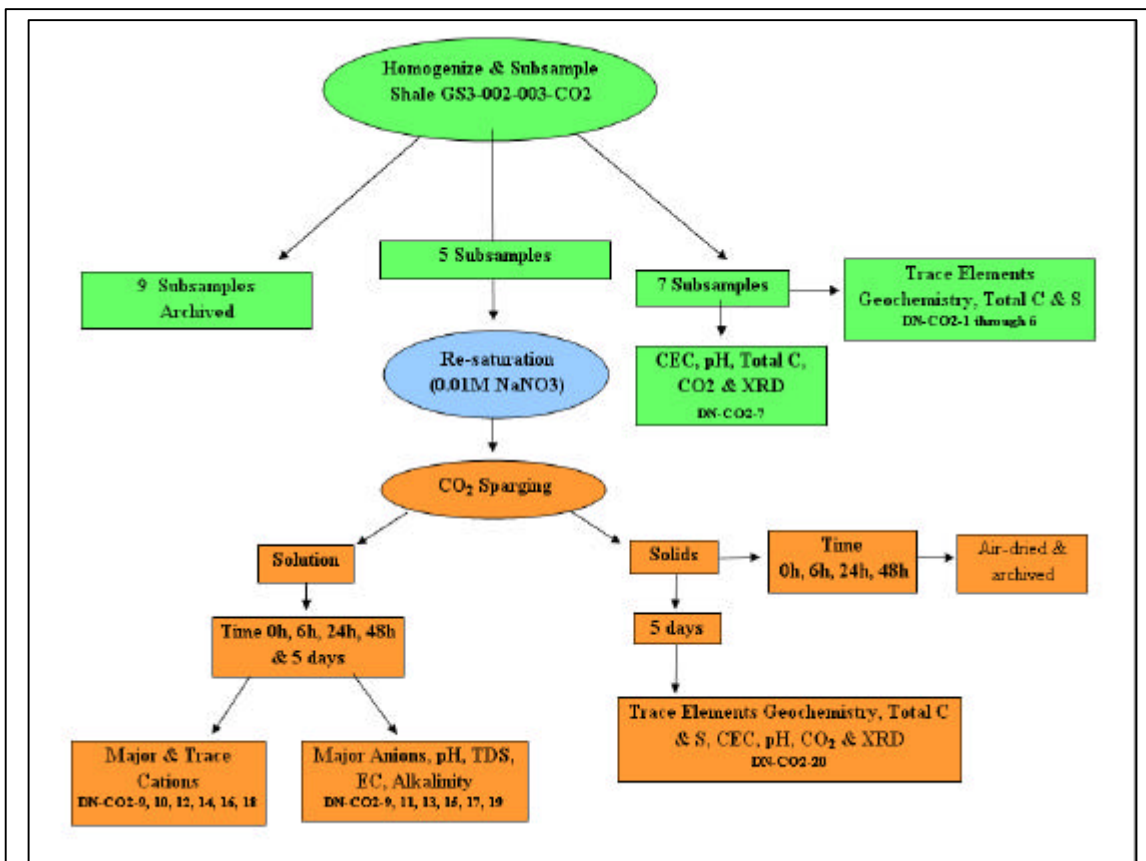 Homogenize & Subsample
Shale GS3-002-003-CO2
9 Subsamples
Archived
5 Subsamples
7 Subsamples
Trace Elements
Geochemistry, Total C & S
DN-CO2-1 through 6
Re-saturation
(0.01M NaNO3)
CEC, pH, Total C,
CO2 & XRD
DN-CO2-7
CO₂ Sparging
Solution
Solids
Time
0h, 6h, 24h, 48h
Air-dried &
archived
Time 0h, 6h, 24h, 48h
& 5 days
5 days
Major & Trace
Cations
DN-CO2-9, 10, 12, 14, 16, 18
Major Anions, pH, TDS,
EC, Alkalinity
DN-CO2-9, 11, 13, 15, 17, 19
Trace Elements Geochemistry, Total C
& S, CEC, pH, CO₂ & XRD
DN-CO2-20